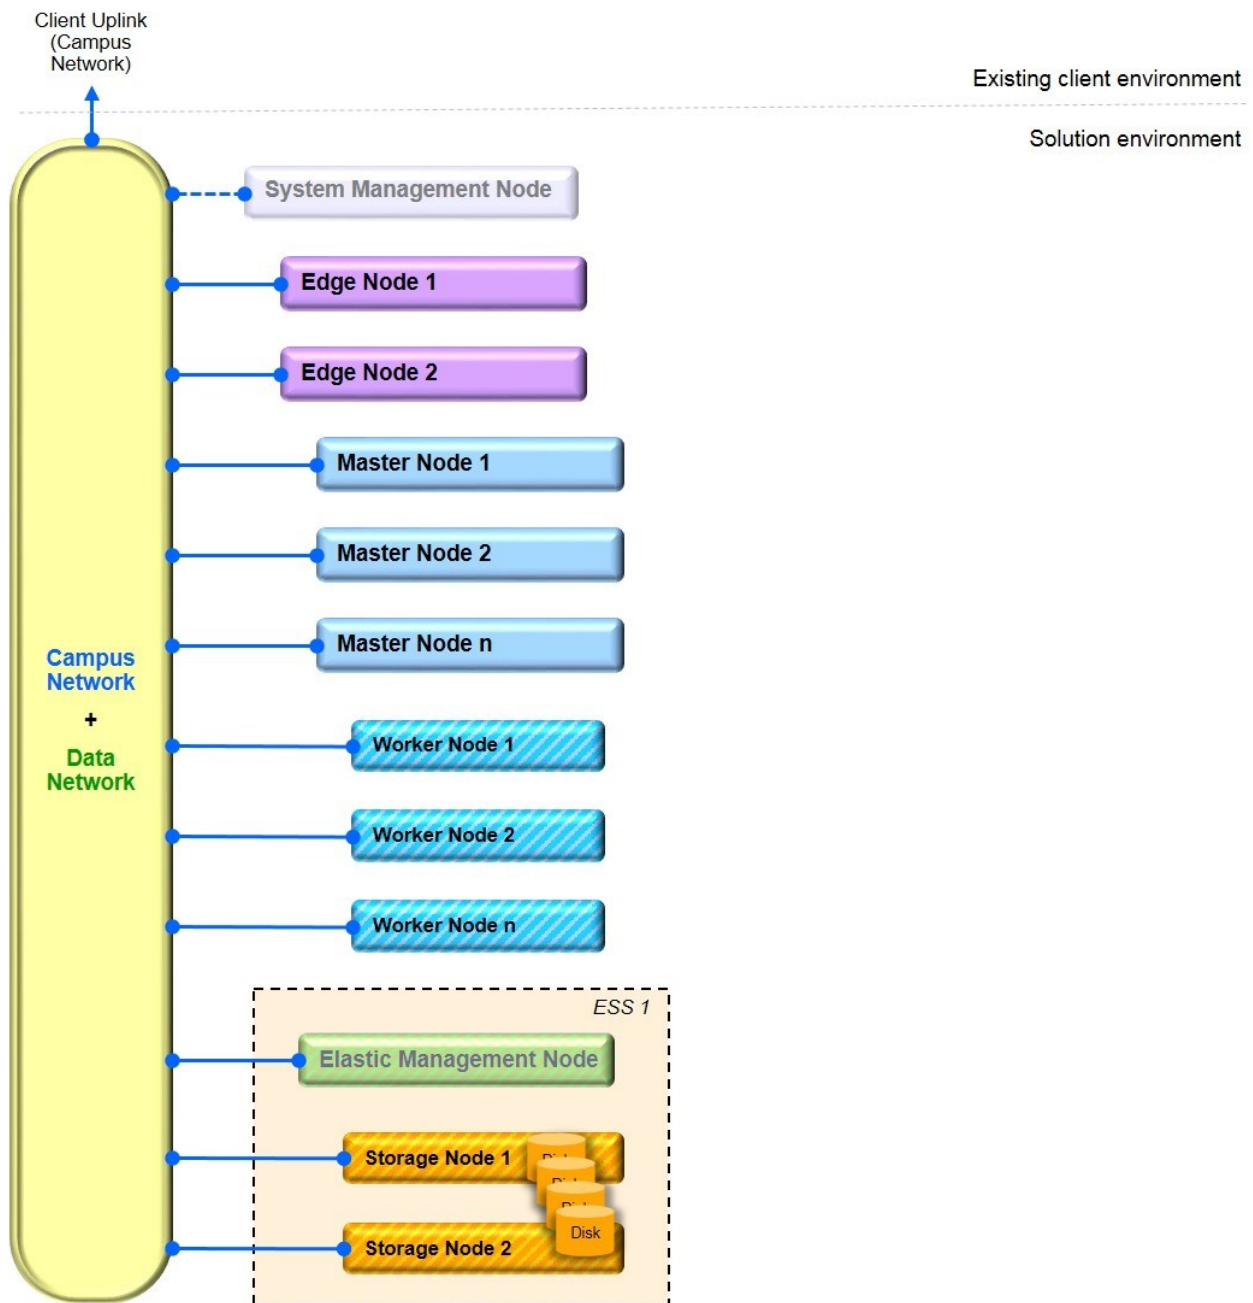 Client Uplink
(Campus
Network)
Existing client environment
Solution environment
System Management Node
Edge Node 1
Edge Node 2
Master Node 1
Master Node 2
Master Node n
Campus
Network
+
Data
Network
Worker Node 1
Worker Node 2
Worker Node n
ESS 1
Elastic Management Node
Storage Node 1
Disk
Storage Node 2